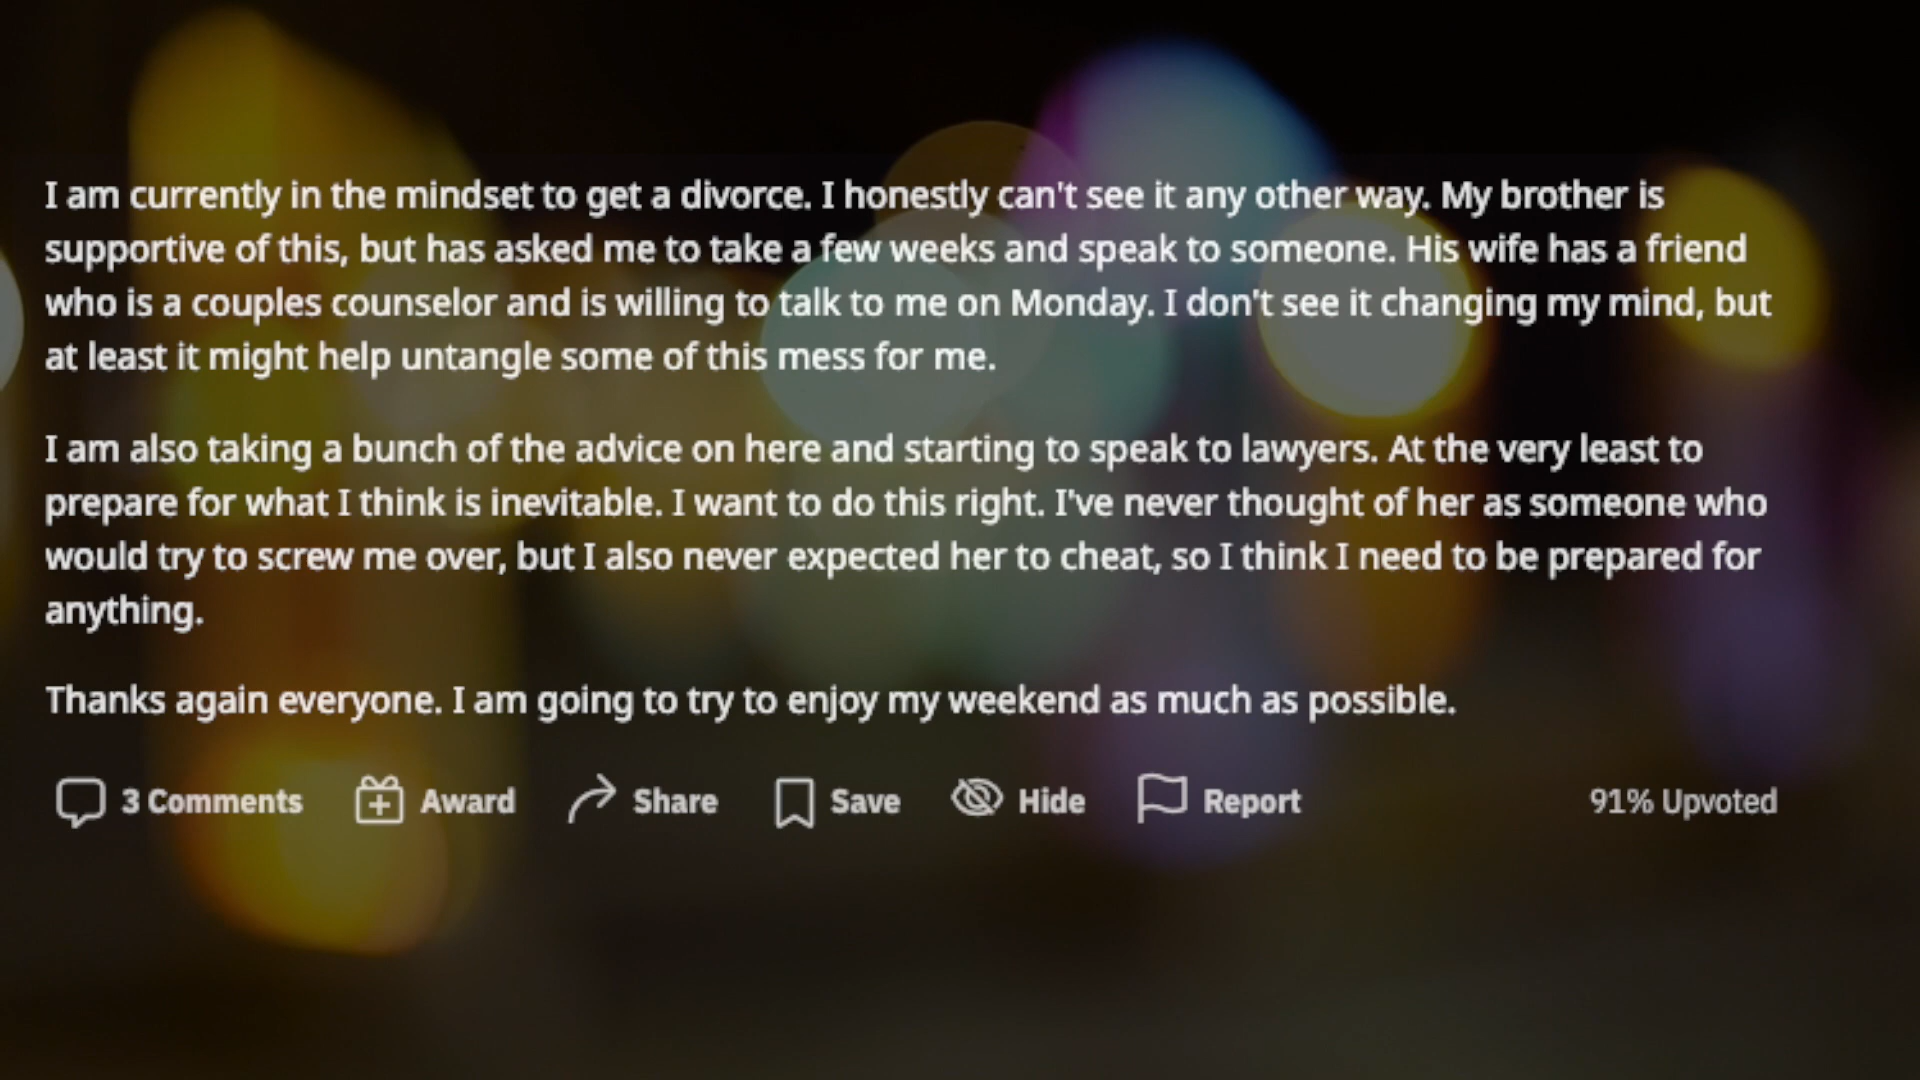 I am currently in the mindset to get a divorce. I honestly can't see it any other way. My brother is
supportive of this, but has asked me to take a few weeks and speak to someone. His wife has a friend
who is a couples counselor and is willing to talk to me on Monday. I don't see it changing my mind, but
at least it might help untangle some of this mess for me.
I am also taking a bunch of the advice on here and starting to speak to lawyers. At the very least to
prepare for what I think is inevitable. I want to do this right. I've never thought of her as someone who
would try to screw me over, but I also never expected her to cheat, so I think I need to be prepared for
anything.
Thanks again everyone. I am going to try to enjoy my weekend as much as possible.
3 Comments Award Share Save Hide Report 91% Upvoted